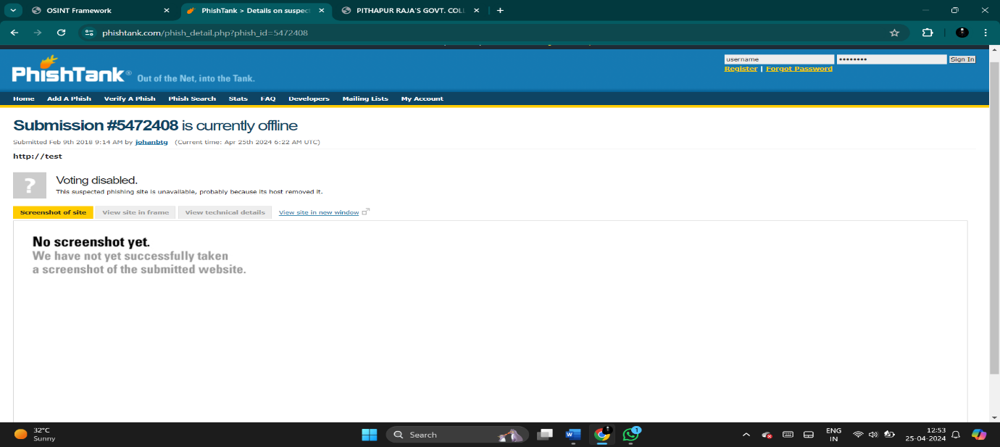 OSINT Framework
PhishTank > Details on suspec
PITHAPUR RAJA'S GOVT. COLL
phishtank.com/phish_detail.php?phish_id=5472408
PhishTank® Out of the Net, into the Tank.
username
•••••••• Sign In
Register | Forgot Password
Home Add A Phish Verify A Phish Phish Search Stats FAQ Developers Mailing Lists My Account
Submission #5472408 is currently offline
Submitted Feb 9th 2018 9:14 AM by johanbtg (Current time: Apr 25th 2024 6:22 AM UTC)
http://test
?
Voting disabled.
This suspected phishing site is unavailable, probably because its host removed it.
Screenshot of site View site in frame View technical details View site in new window
No screenshot yet.
We have not yet successfully taken
a screenshot of the submitted website.
32°C
Sunny
Search
1
ENG
IN
12:53
25-04-2024